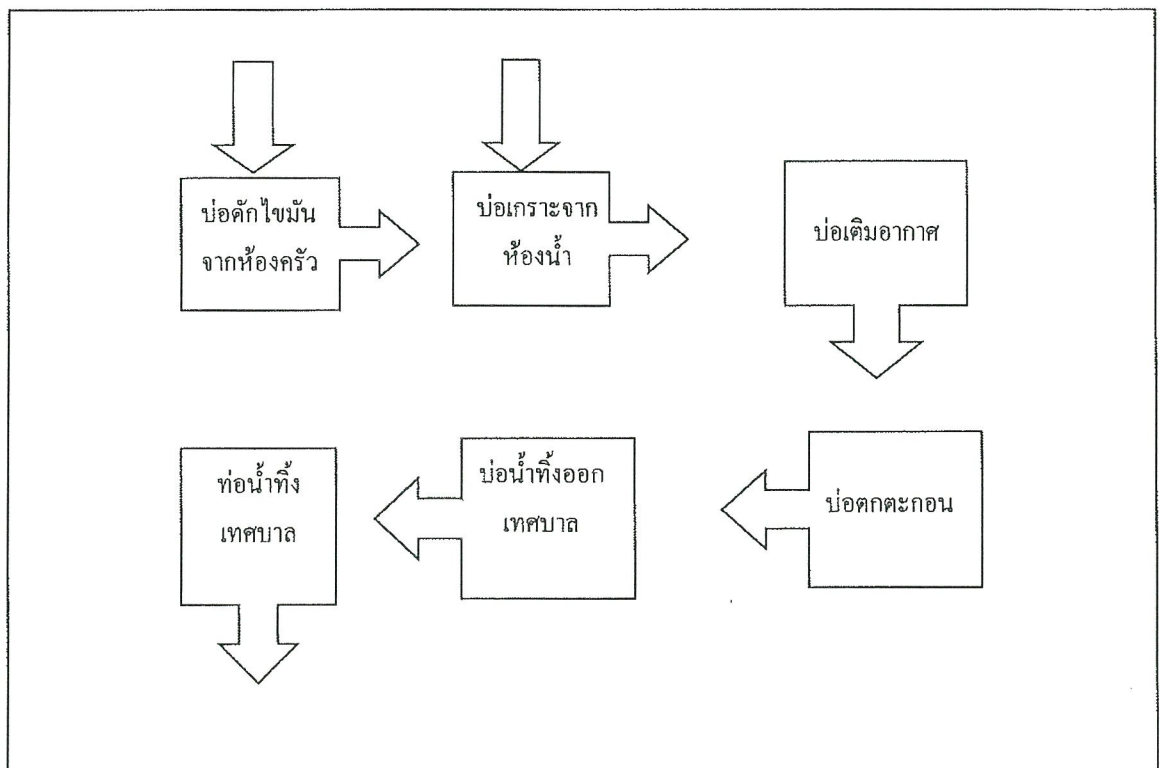 บ่อดักไขมัน
จากห้องครัว
บ่อเกราะจาก
ห้องน้ำ
บ่อเติมอากาศ
ท่อน้ำทิ้ง
เทศบาล
บ่อน้ำทิ้งออก
เทศบาล
บ่อตกตะกอน